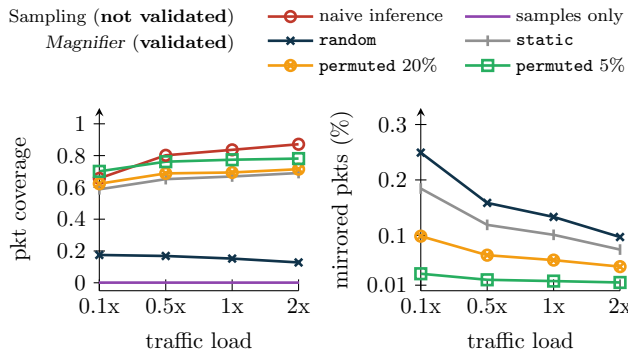 Sampling (not validated) naive inference samples only
Magnifier (validated) random static
permuted 20% permuted 5%
pkt coverage
1
0.8
0.6
0.4
0.2
0
0.1x 0.5x 1x 2x
traffic load
mirrored pkts (%)
0.3
0.2
0.1
0.01
0.1x 0.5x 1x 2x
traffic load